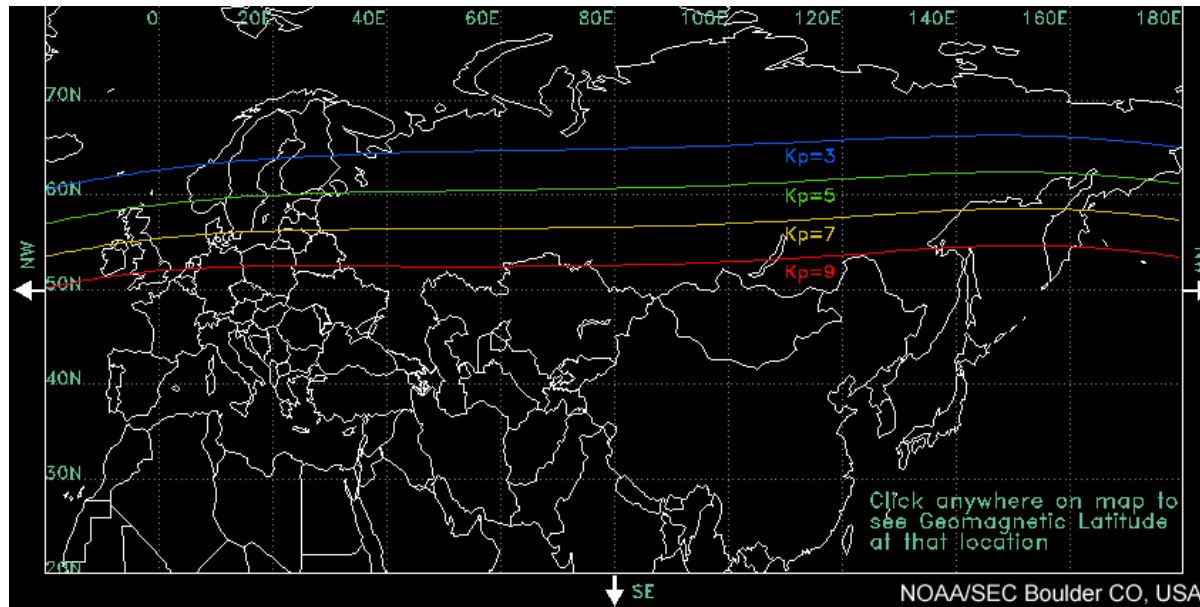 0 20E 40E 60E 80E 100E 120E 140E 160E 180E
70N
Kp=3
60N
Kp=5
Kp=7
NW
Kp=9
50N
40N
30N
Click anywhere on map to
see Geomagnetic Latitude
at that location
20N
SE
NOAA/SEC Boulder CO, USA